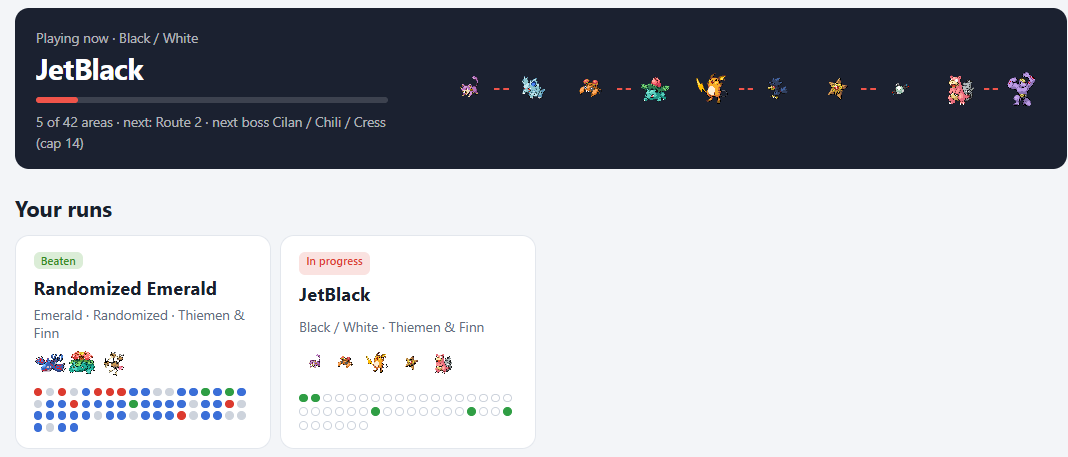 Playing now · Black / White
JetBlack
5 of 42 areas · next: Route 2 · next boss Cilan / Chili / Cress
(cap 14)
Your runs
Beaten
Randomized Emerald
Emerald · Randomized · Thiemen &
Finn
In progress
JetBlack
Black / White · Thiemen & Finn